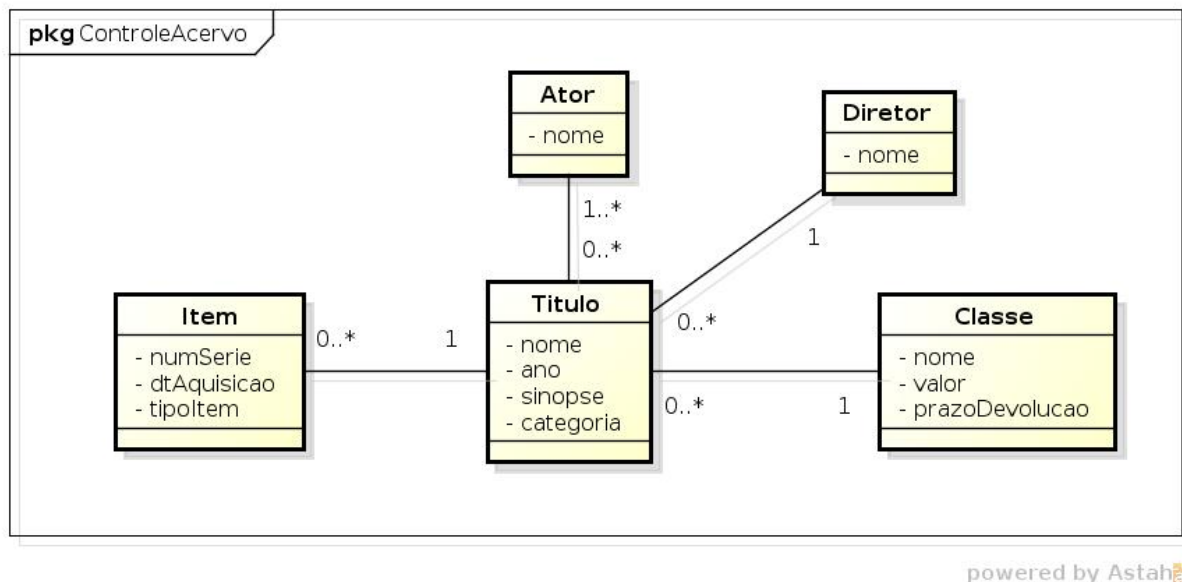 pkg ControleAcervo
Ator
- nome
Diretor
- nome
1..*
0..*
1
0..*
Item
- numSerie
- dtAquisicao
- tipoItem
0..*
1
Titulo
- nome
- ano
- sinopse
- categoria
0..*
1
Classe
- nome
- valor
- prazoDevolucao
powered by Astah